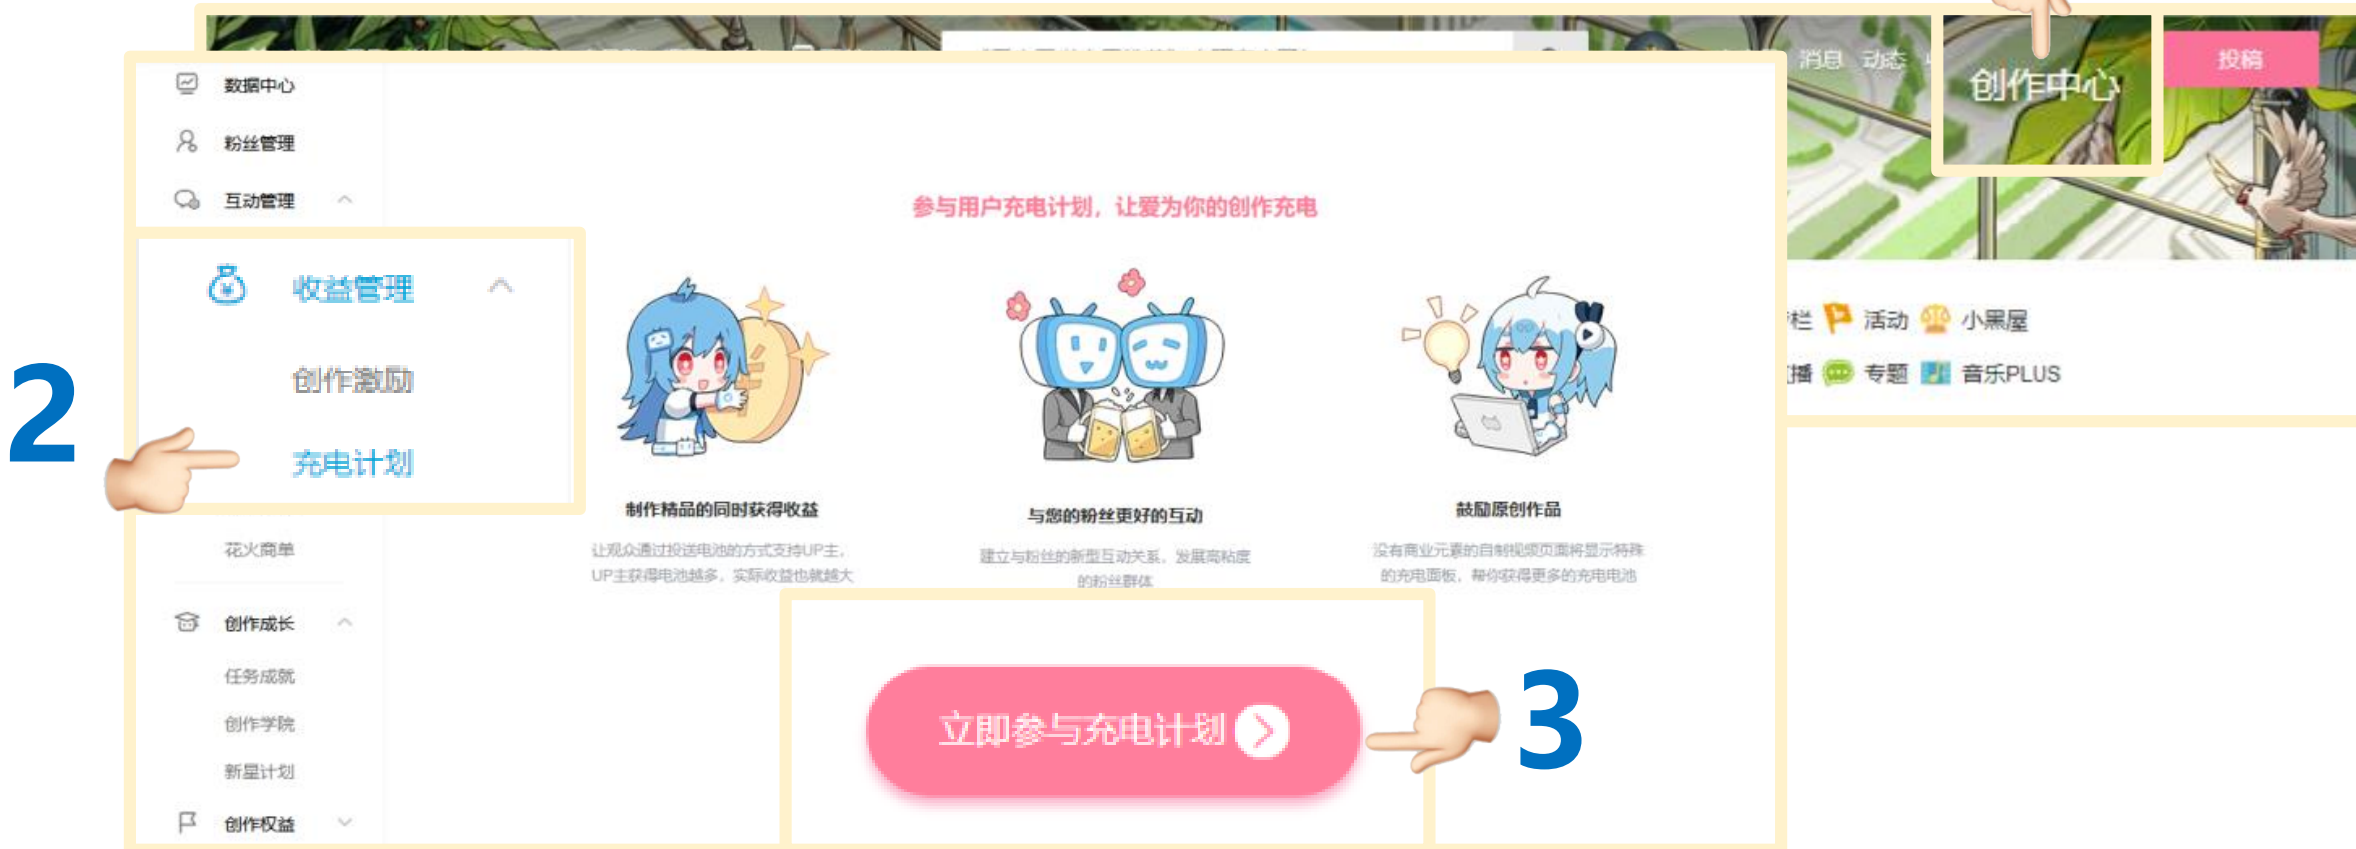 消息 动态
创作中心
投稿
数据中心
粉丝管理
互动管理
参与用户充电计划，让爱为你的创作充电
收益管理
创作激励
2
充电计划
栏 活动 小黑屋
播 专题 音乐PLUS
制作精品的同时获得收益
让观众通过投送电池的方式支持UP主，
UP主获得电池越多，实际收益也就越大
与您的粉丝更好的互动
建立与粉丝的新型互动关系，发展高粘度
的粉丝群体
鼓励原创作品
没有商业元素的自制视频页面将显示特殊
的充电面板，帮你获得更多的充电电池
花火商单
创作成长
任务成就
创作学院
新星计划
创作权益
立即参与充电计划
3